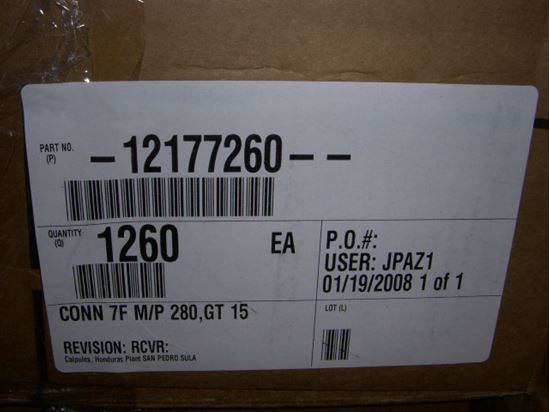 PART NO.
(P)
-12177260--
QUANTITY
(Q)
1260 EA
P.O.#:
USER: JPAZ1
01/19/2008 1 of 1
CONN 7F M/P 280,GT 15
LOT (L)
REVISION: RCVR:
Calpules, Honduras Plant SAN PEDRO SULA